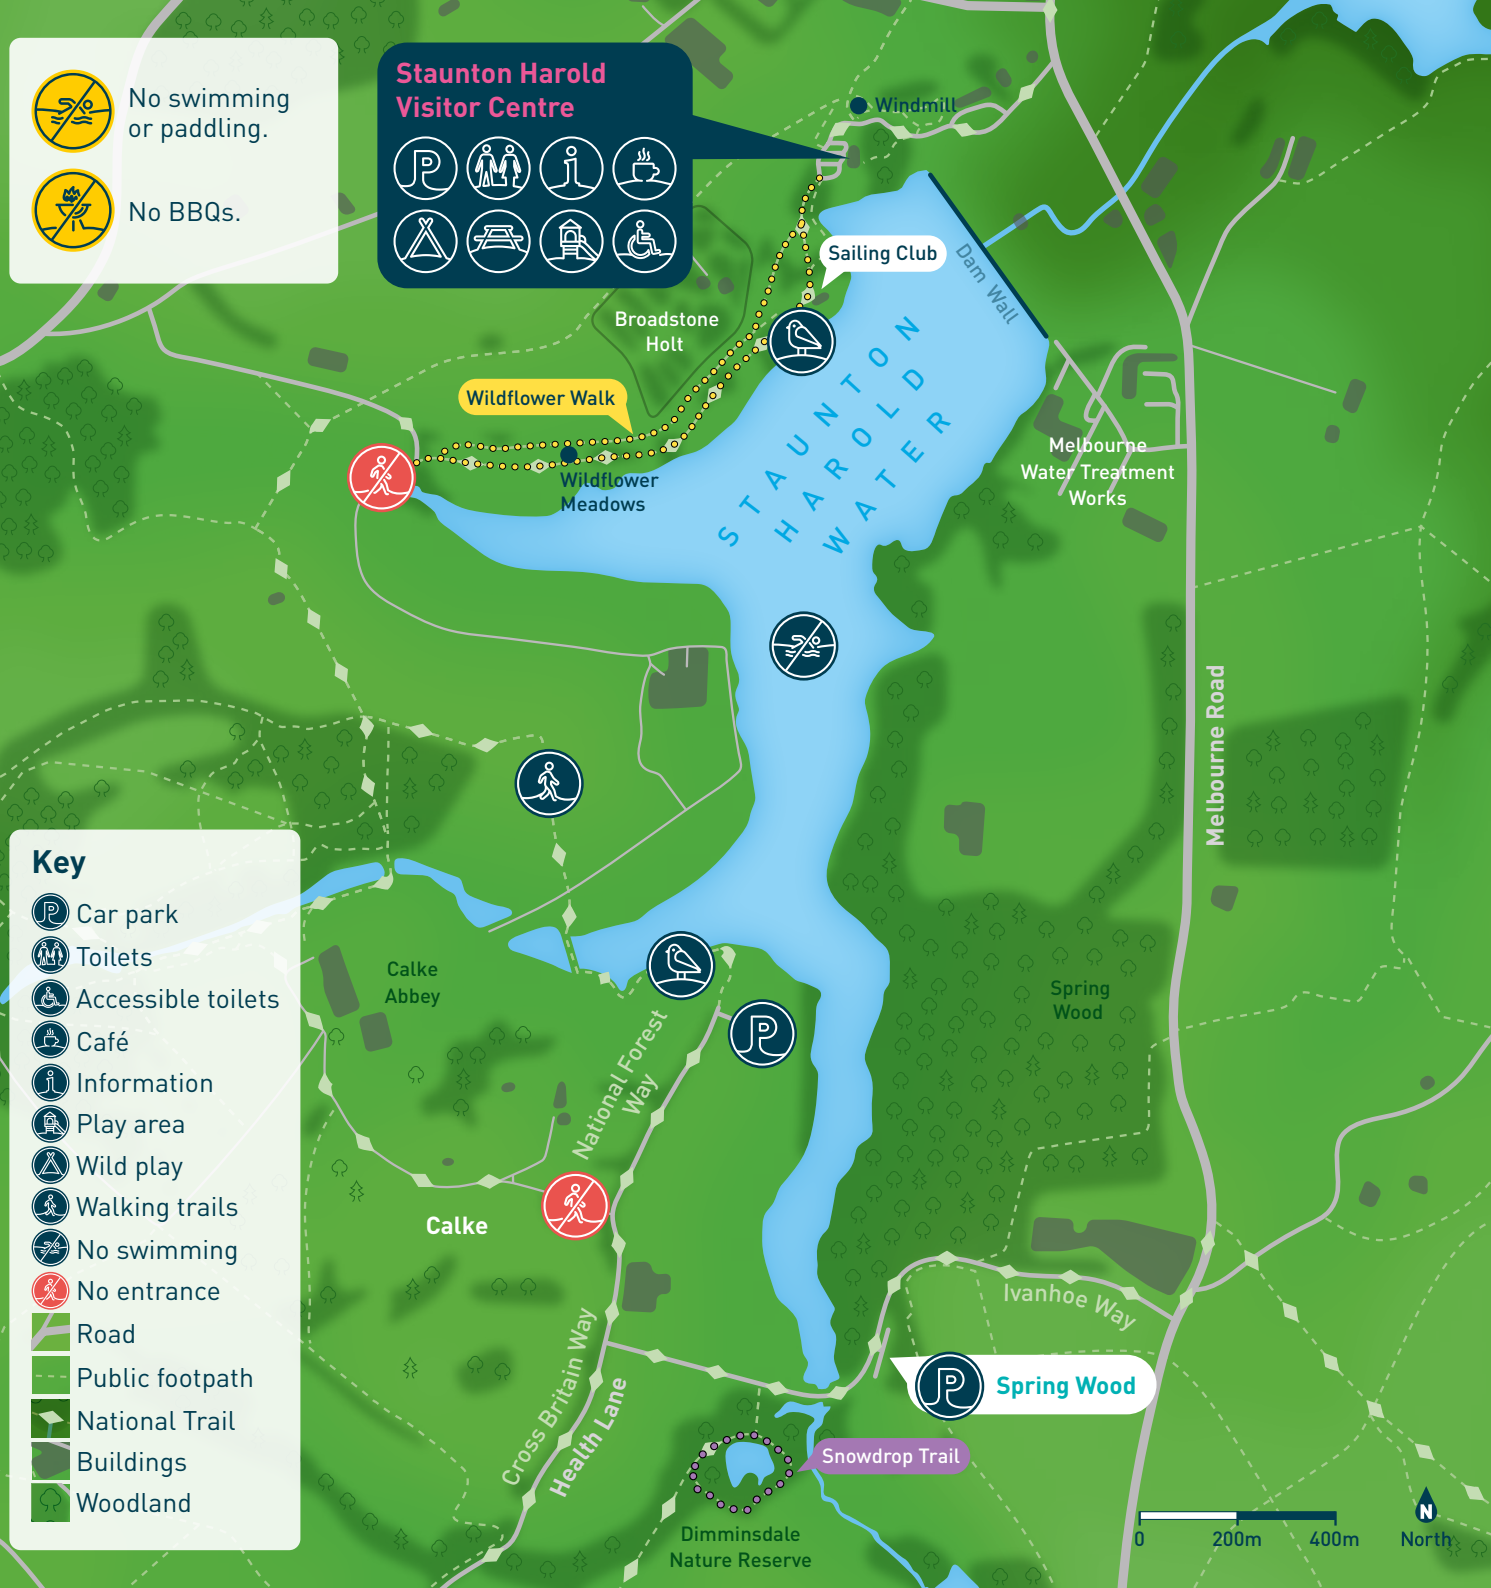 No swimming
or paddling.
No BBQs.
Staunton Harold
Visitor Centre
Windmill
Sailing Club
Dam Wall
Broadstone
Holt
Wildflower Walk
Wildflower
Meadows
STAUNTON
HAROLD
WATER
Melbourne
Water Treatment
Works
Melbourne Road
Calke
Abbey
Spring
Wood
National Forest
Way
Calke
Ivanhoe Way
Cross Britain Way
Health Lane
P Spring Wood
Snowdrop Trail
Dimminsdale
Nature Reserve
Key
Car park
Toilets
Accessible toilets
Café
Information
Play area
Wild play
Walking trails
No swimming
No entrance
Road
Public footpath
National Trail
Buildings
Woodland
0 200m 400m
N
North